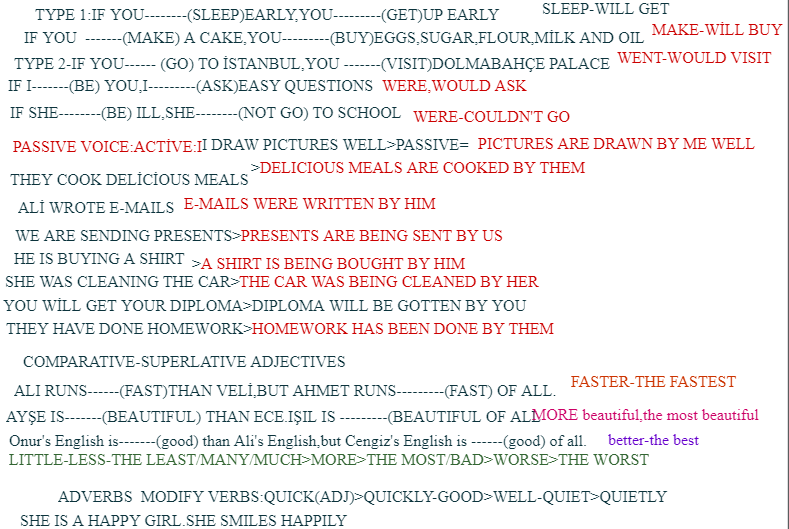 TYPE 1:IF YOU--------(SLEEP)EARLY,YOU---------(GET)UP EARLY SLEEP-WILL GET
IF YOU -------(MAKE) A CAKE,YOU---------(BUY)EGGS,SUGAR,FLOUR,MİLK AND OIL MAKE-WİLL BUY
TYPE 2-IF YOU------ (GO) TO İSTANBUL,YOU -------(VISIT)DOLMABAHÇE PALACE WENT-WOULD VISIT
IF I-------(BE) YOU,I---------(ASK)EASY QUESTIONS WERE,WOULD ASK
IF SHE--------(BE) ILL,SHE--------(NOT GO) TO SCHOOL WERE-COULDN'T GO
PASSIVE VOICE:ACTİVE:II DRAW PICTURES WELL>PASSIVE= PICTURES ARE DRAWN BY ME WELL
THEY COOK DELİCİOUS MEALS >DELICIOUS MEALS ARE COOKED BY THEM
ALİ WROTE E-MAILS E-MAILS WERE WRITTEN BY HIM
WE ARE SENDING PRESENTS>PRESENTS ARE BEING SENT BY US
HE IS BUYING A SHIRT >A SHIRT IS BEING BOUGHT BY HIM
SHE WAS CLEANING THE CAR>THE CAR WAS BEING CLEANED BY HER
YOU WİLL GET YOUR DIPLOMA>DIPLOMA WILL BE GOTTEN BY YOU
THEY HAVE DONE HOMEWORK>HOMEWORK HAS BEEN DONE BY THEM
COMPARATIVE-SUPERLATIVE ADJECTIVES
ALI RUNS------(FAST)THAN VELİ,BUT AHMET RUNS---------(FAST) OF ALL. FASTER-THE FASTEST
AYŞE IS-------(BEAUTIFUL) THAN ECE.IŞIL IS ---------(BEAUTIFUL OF ALL MORE beautiful,the most beautiful
Onur's English is-------(good) than Ali's English,but Cengiz's English is ------(good) of all. better-the best
LITTLE-LESS-THE LEAST/MANY/MUCH>MORE>THE MOST/BAD>WORSE>THE WORST
ADVERBS MODIFY VERBS:QUICK(ADJ)>QUICKLY-GOOD>WELL-QUIET>QUIETLY
SHE IS A HAPPY GIRL.SHE SMILES HAPPILY